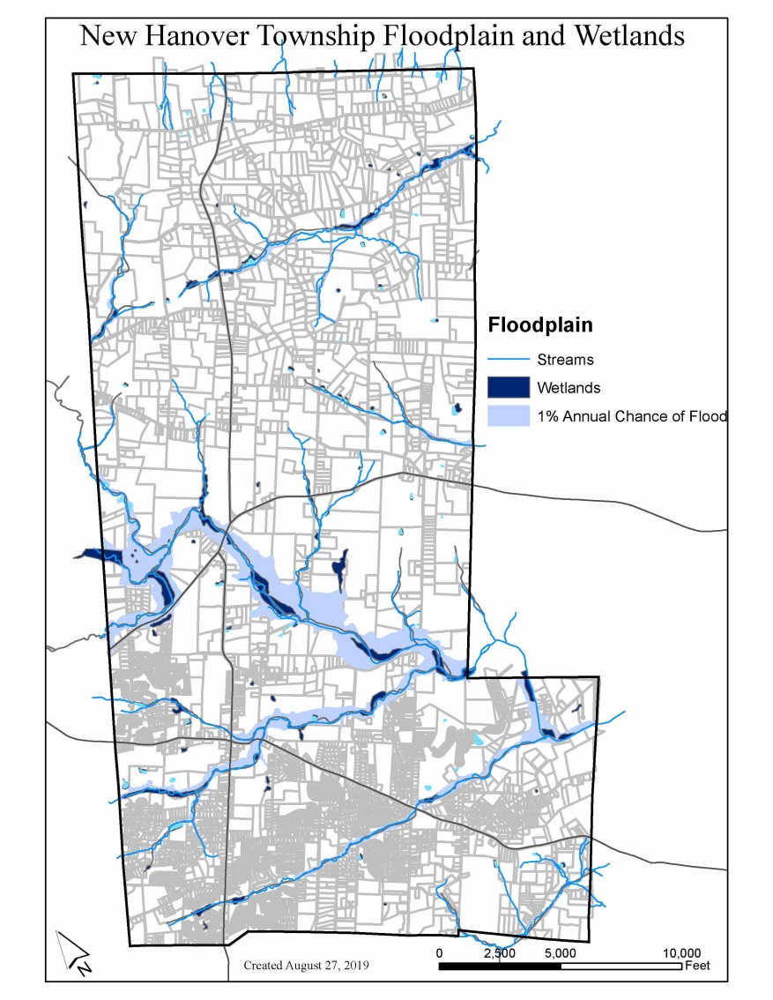 New Hanover Township Floodplain and Wetlands
Floodplain
Streams
Wetlands
1% Annual Chance of Flood
N
Created August 27, 2019
0 2,500 5,000 10,000
Feet